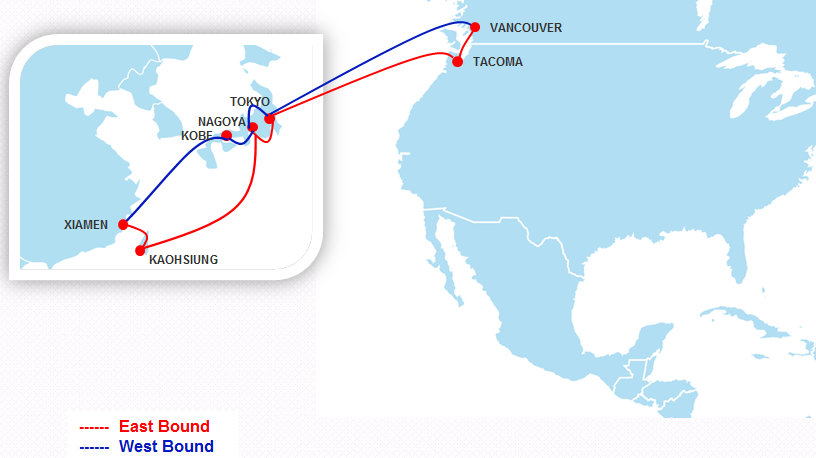 VANCOUVER
TACOMA
TOKYO
NAGOYA
KOBE
XIAMEN
KAOHSIUNG
------ East Bound
------ West Bound